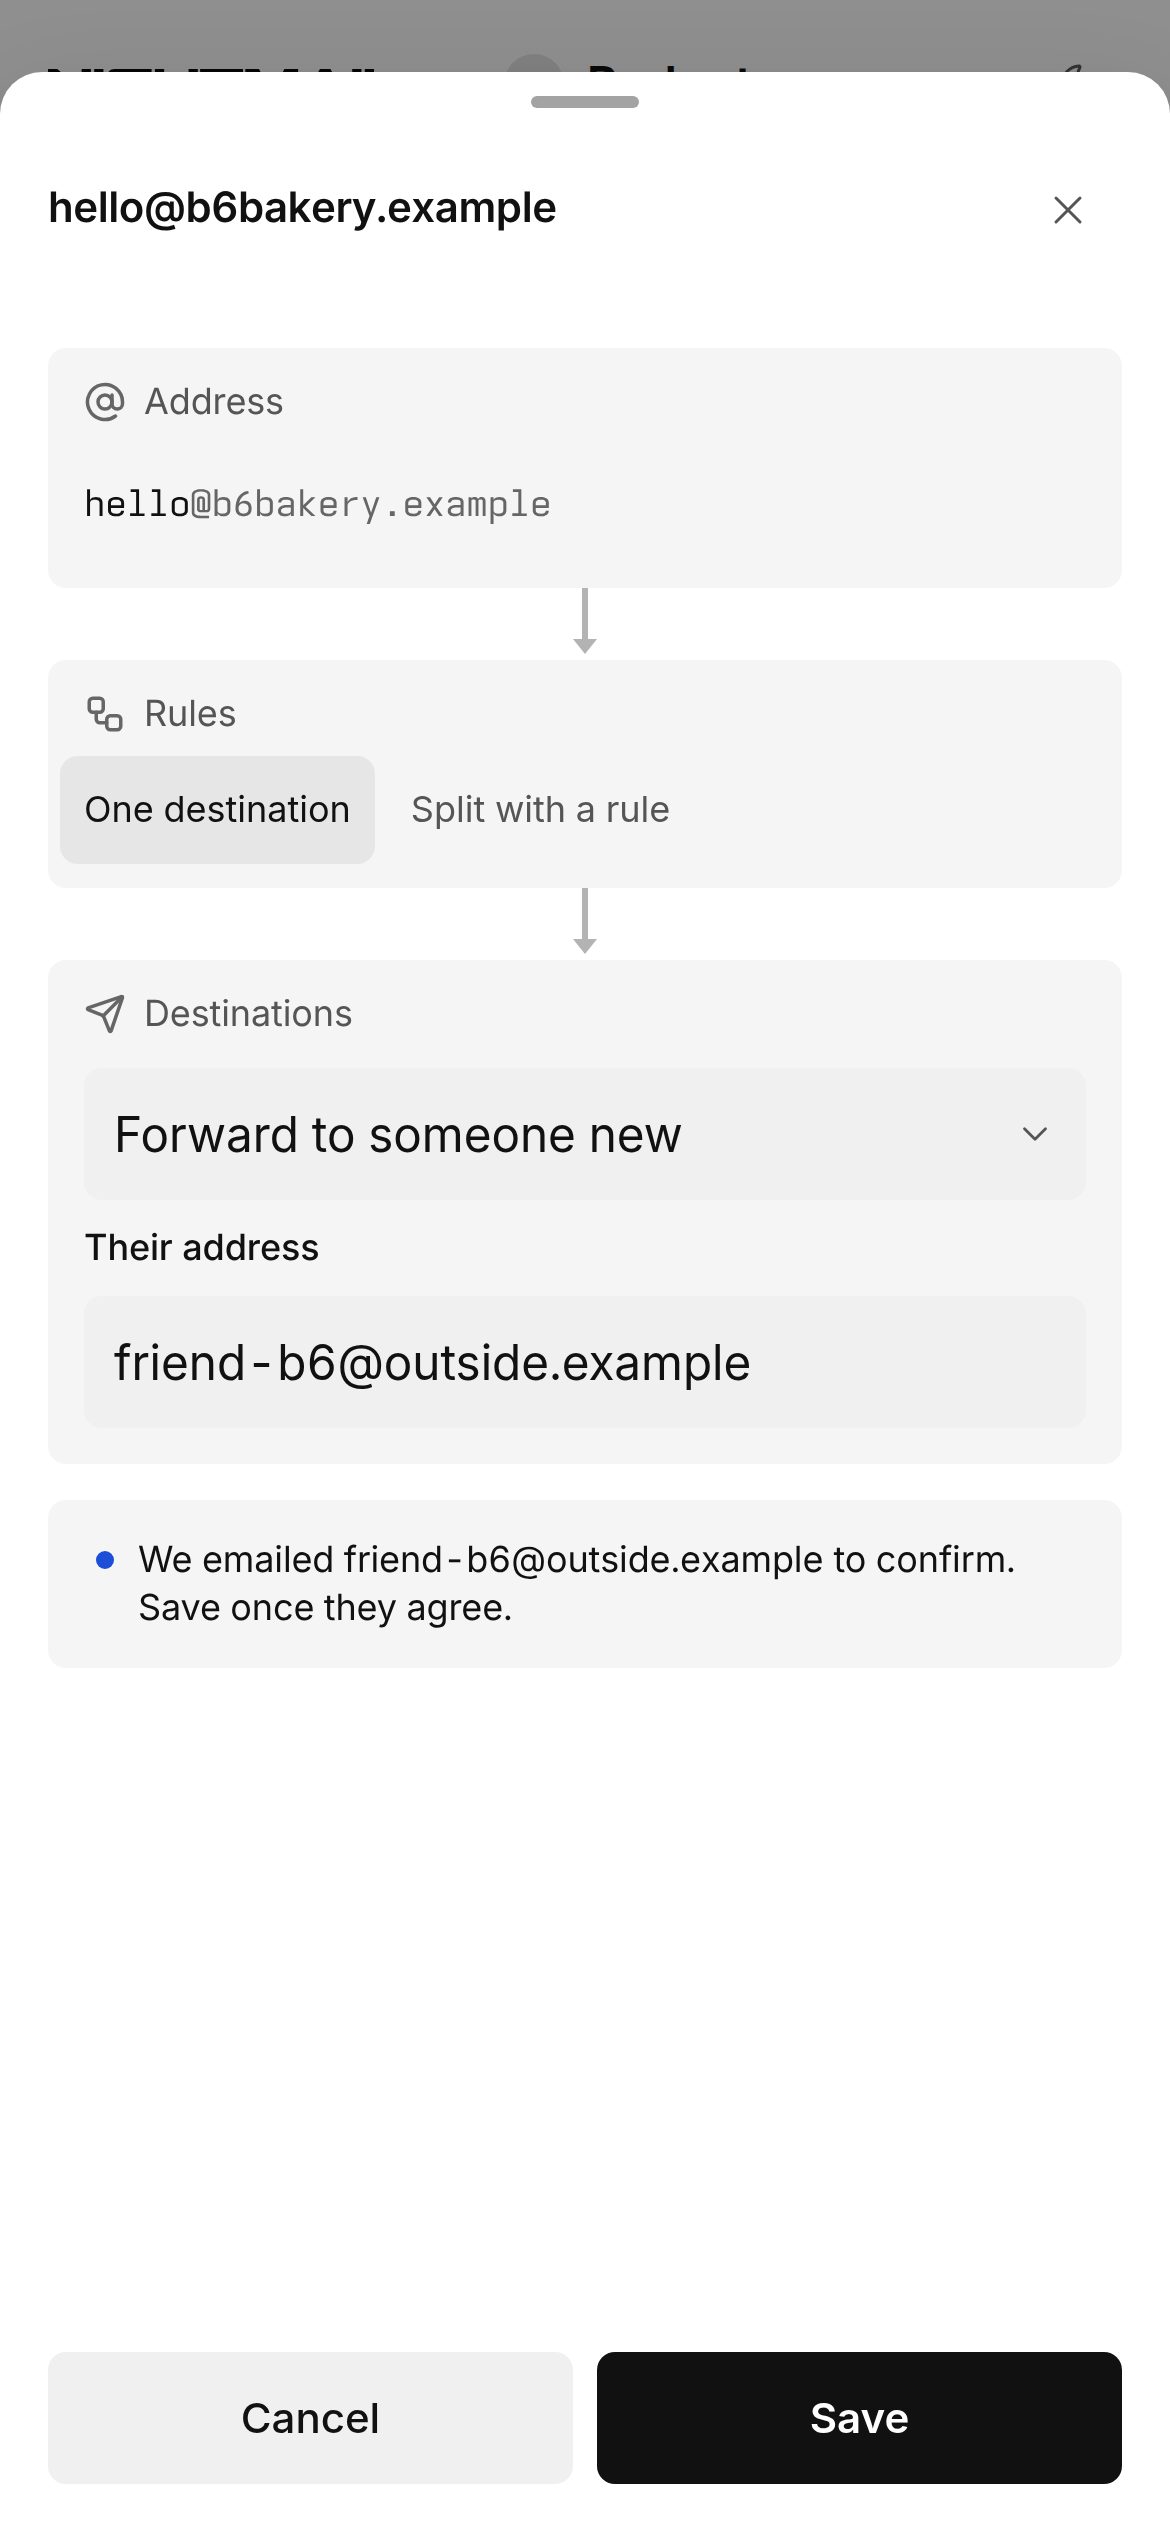 hello@b6bakery.example
Address
hello@b6bakery.example
Rules
One destination
Split with a rule
Destinations
Forward to someone new
Their address
friend-b6@outside.example
We emailed friend-b6@outside.example to confirm.
Save once they agree.
Cancel
Save